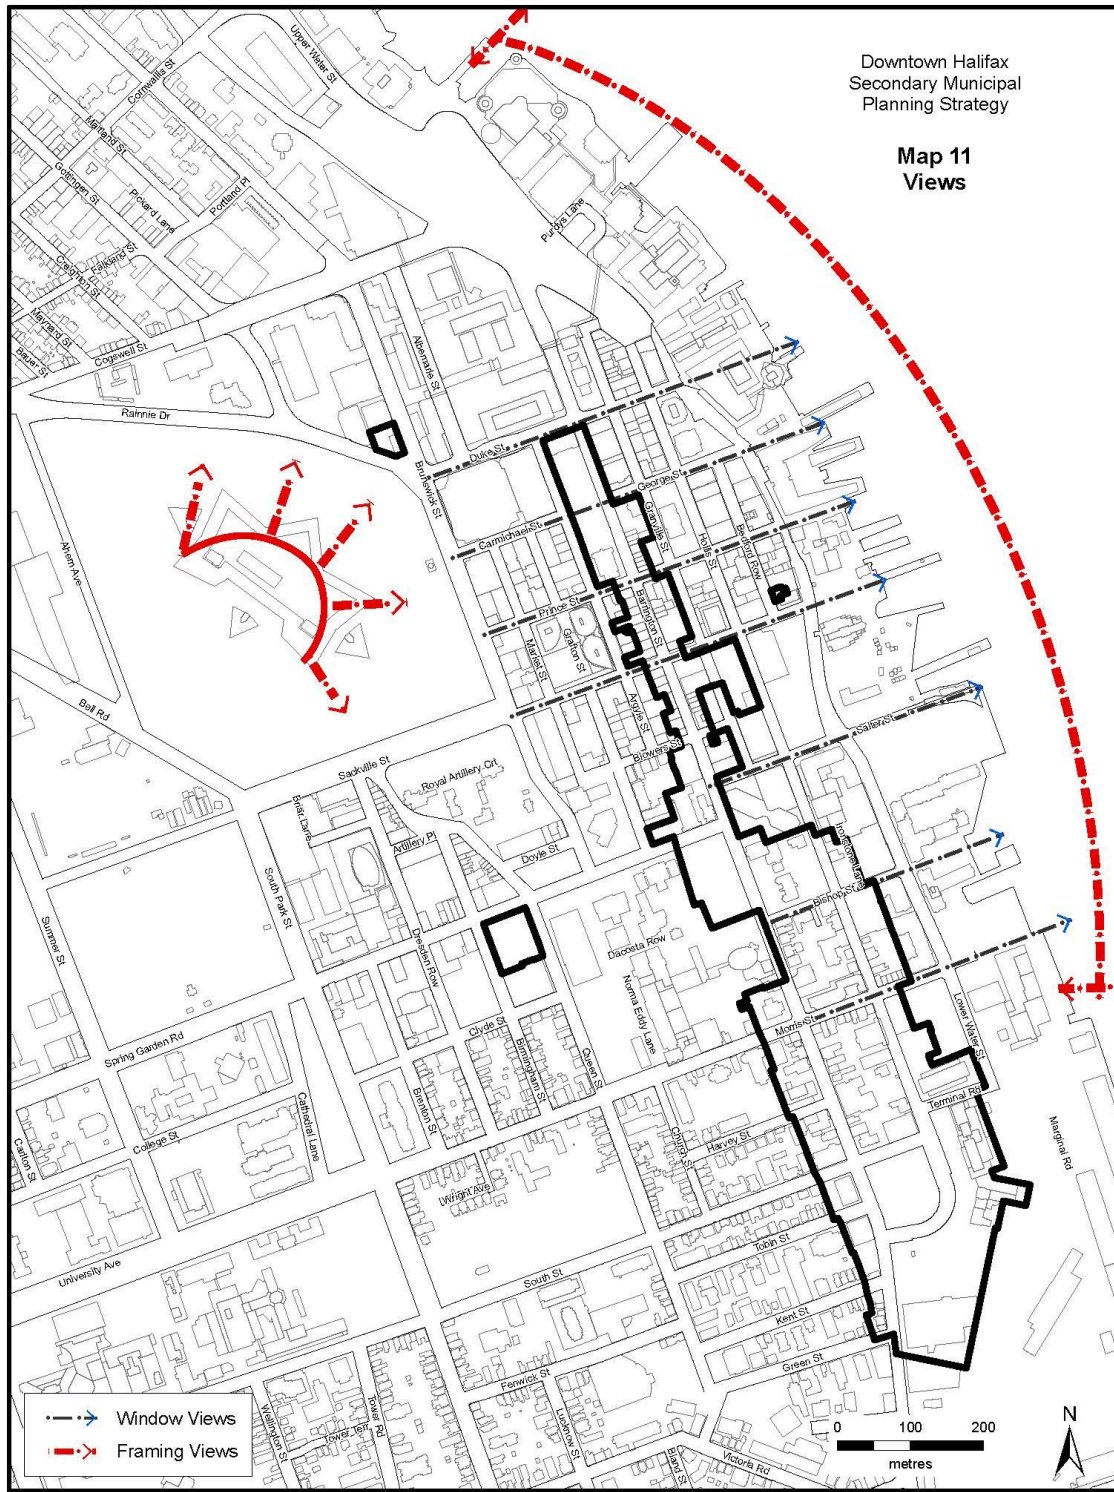 Downtown Halifax
Secondary Municipal
Planning Strategy
Map 11
Views
Upper Water St
Cornwallis St
Maitland St
Gottingen St
Pickard Lane
Portland Pl
Falkland St
Creighton St
Maynard St
Bauer St
Cogswell St
Purdys Lane
Albemarle St
Rainnie Dr
Duke St
Brunswick St
George St
Carmichael St
Granville St
Hollis St
Bedford Row
Ahern Ave
Prince St
Barrington St
Grafton St
Market St
Argyle St
Bell Rd
Blowers St
Salter St
Sackville St
Royal Artillery Crt
Briar Lane
Artillery Pl
Doyle St
Ironstone Lane
South Park St
Bishop St
Summer St
Dresden Row
Dacosta Row
Norma Eddy Lane
Morris St
Lower Water St
Clyde St
Spring Garden Rd
Birmingham St
Queen St
Terminal Rd
Brenton St
Cathedral Lane
College St
Carlton St
Church St
Harvey St
Marginal Rd
Wright Ave
Tobin St
University Ave
South St
Kent St
Green St
Fenwick St
Wellington St
Tower Terr
Tower Rd
Lucknow St
Bland St
Victoria Rd
Window Views
Framing Views
0 100 200
metres
N